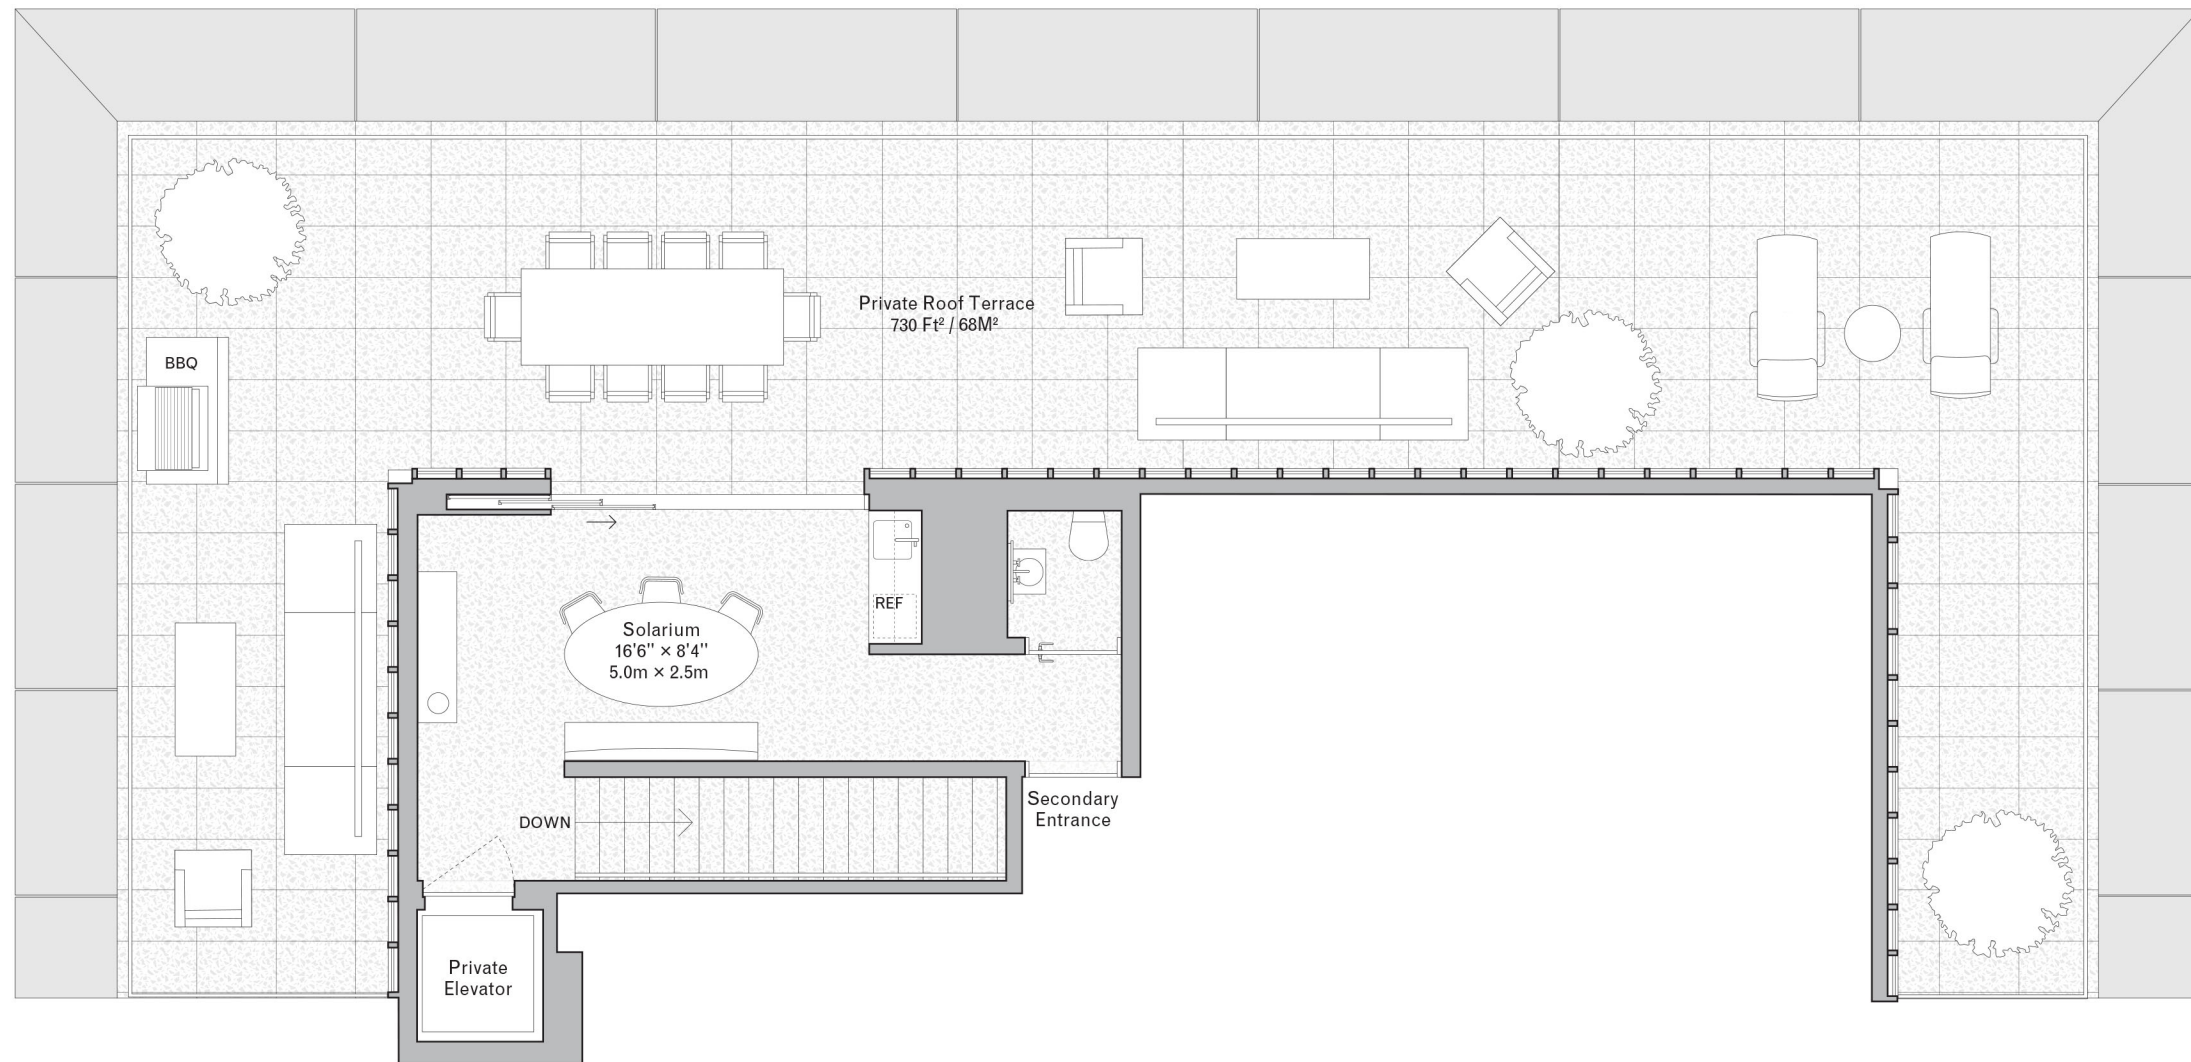 Private Roof Terrace
730 Ft² / 68M²
BBQ
REF
Solarium
16'6" × 8'4"
5.0m × 2.5m
DOWN
Secondary
Entrance
Private
Elevator